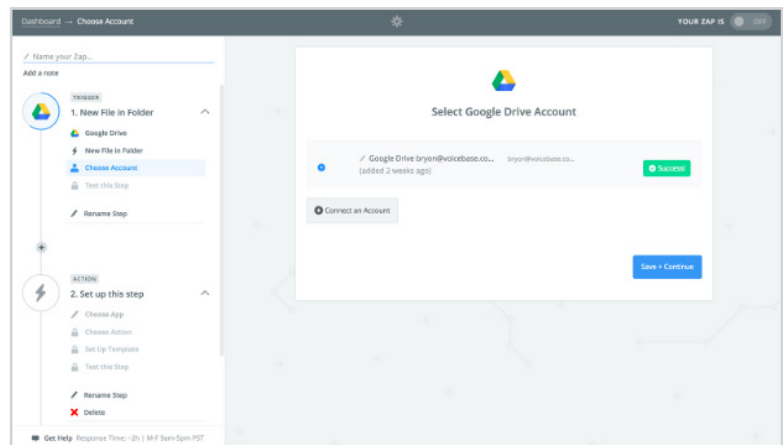 Dashboard → Choose Account
YOUR ZAP IS OFF
Name your Zap...
Add a note
TRIGGER
1. New File in Folder
Google Drive
New File in Folder
Choose Account
Test this Step
Rename Step
ACTION
2. Set up this step
Choose App
Choose Action
Set Up Template
Test this Step
Rename Step
Delete
Get Help Response Time: ~2h | M-F 9am-5pm PST
Select Google Drive Account
Google Drive bryon@voicebase.co... bryon@voicebase.co...
(added 2 weeks ago)
Success!
Connect an Account
Save + Continue